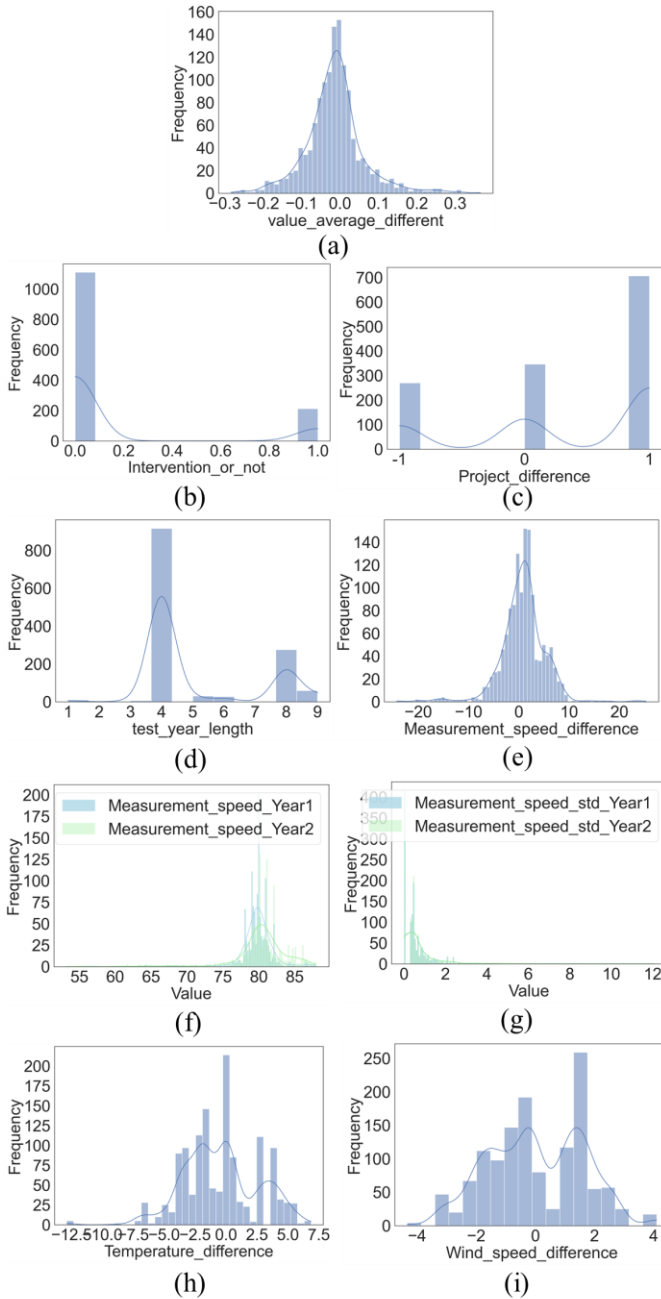 160
140
120
100
80
60
40
20
0
Frequency
−0.3 −0.2 −0.1 0.0 0.1 0.2 0.3
value_average_different
(a)
1000
800
600
400
200
0
Frequency
0.0 0.2 0.4 0.6 0.8 1.0
Intervention_or_not
(b)
700
600
500
400
300
200
100
0
Frequency
-1 0 1
Project_difference
(c)
800
600
400
200
0
Frequency
1 2 3 4 5 6 7 8 9
test_year_length
(d)
140
120
100
80
60
40
20
0
Frequency
−20 −10 0 10 20
Measurement_speed_difference
(e)
200
175
150
125
100
75
50
25
0
Frequency
Measurement_speed_Year1
Measurement_speed_Year2
55 60 65 70 75 80 85
Value
(f)
400
350
300
250
200
150
100
50
0
Frequency
Measurement_speed_std_Year1
Measurement_speed_std_Year2
0 2 4 6 8 10 12
Value
(g)
200
175
150
125
100
75
50
25
0
Frequency
−12.5 10.0 −7.5 −5.0 −2.5 0.0 2.5 5.0 7.5
Temperature_difference
(h)
250
200
150
100
50
0
Frequency
−4 −2 0 2 4
Wind_speed_difference
(i)